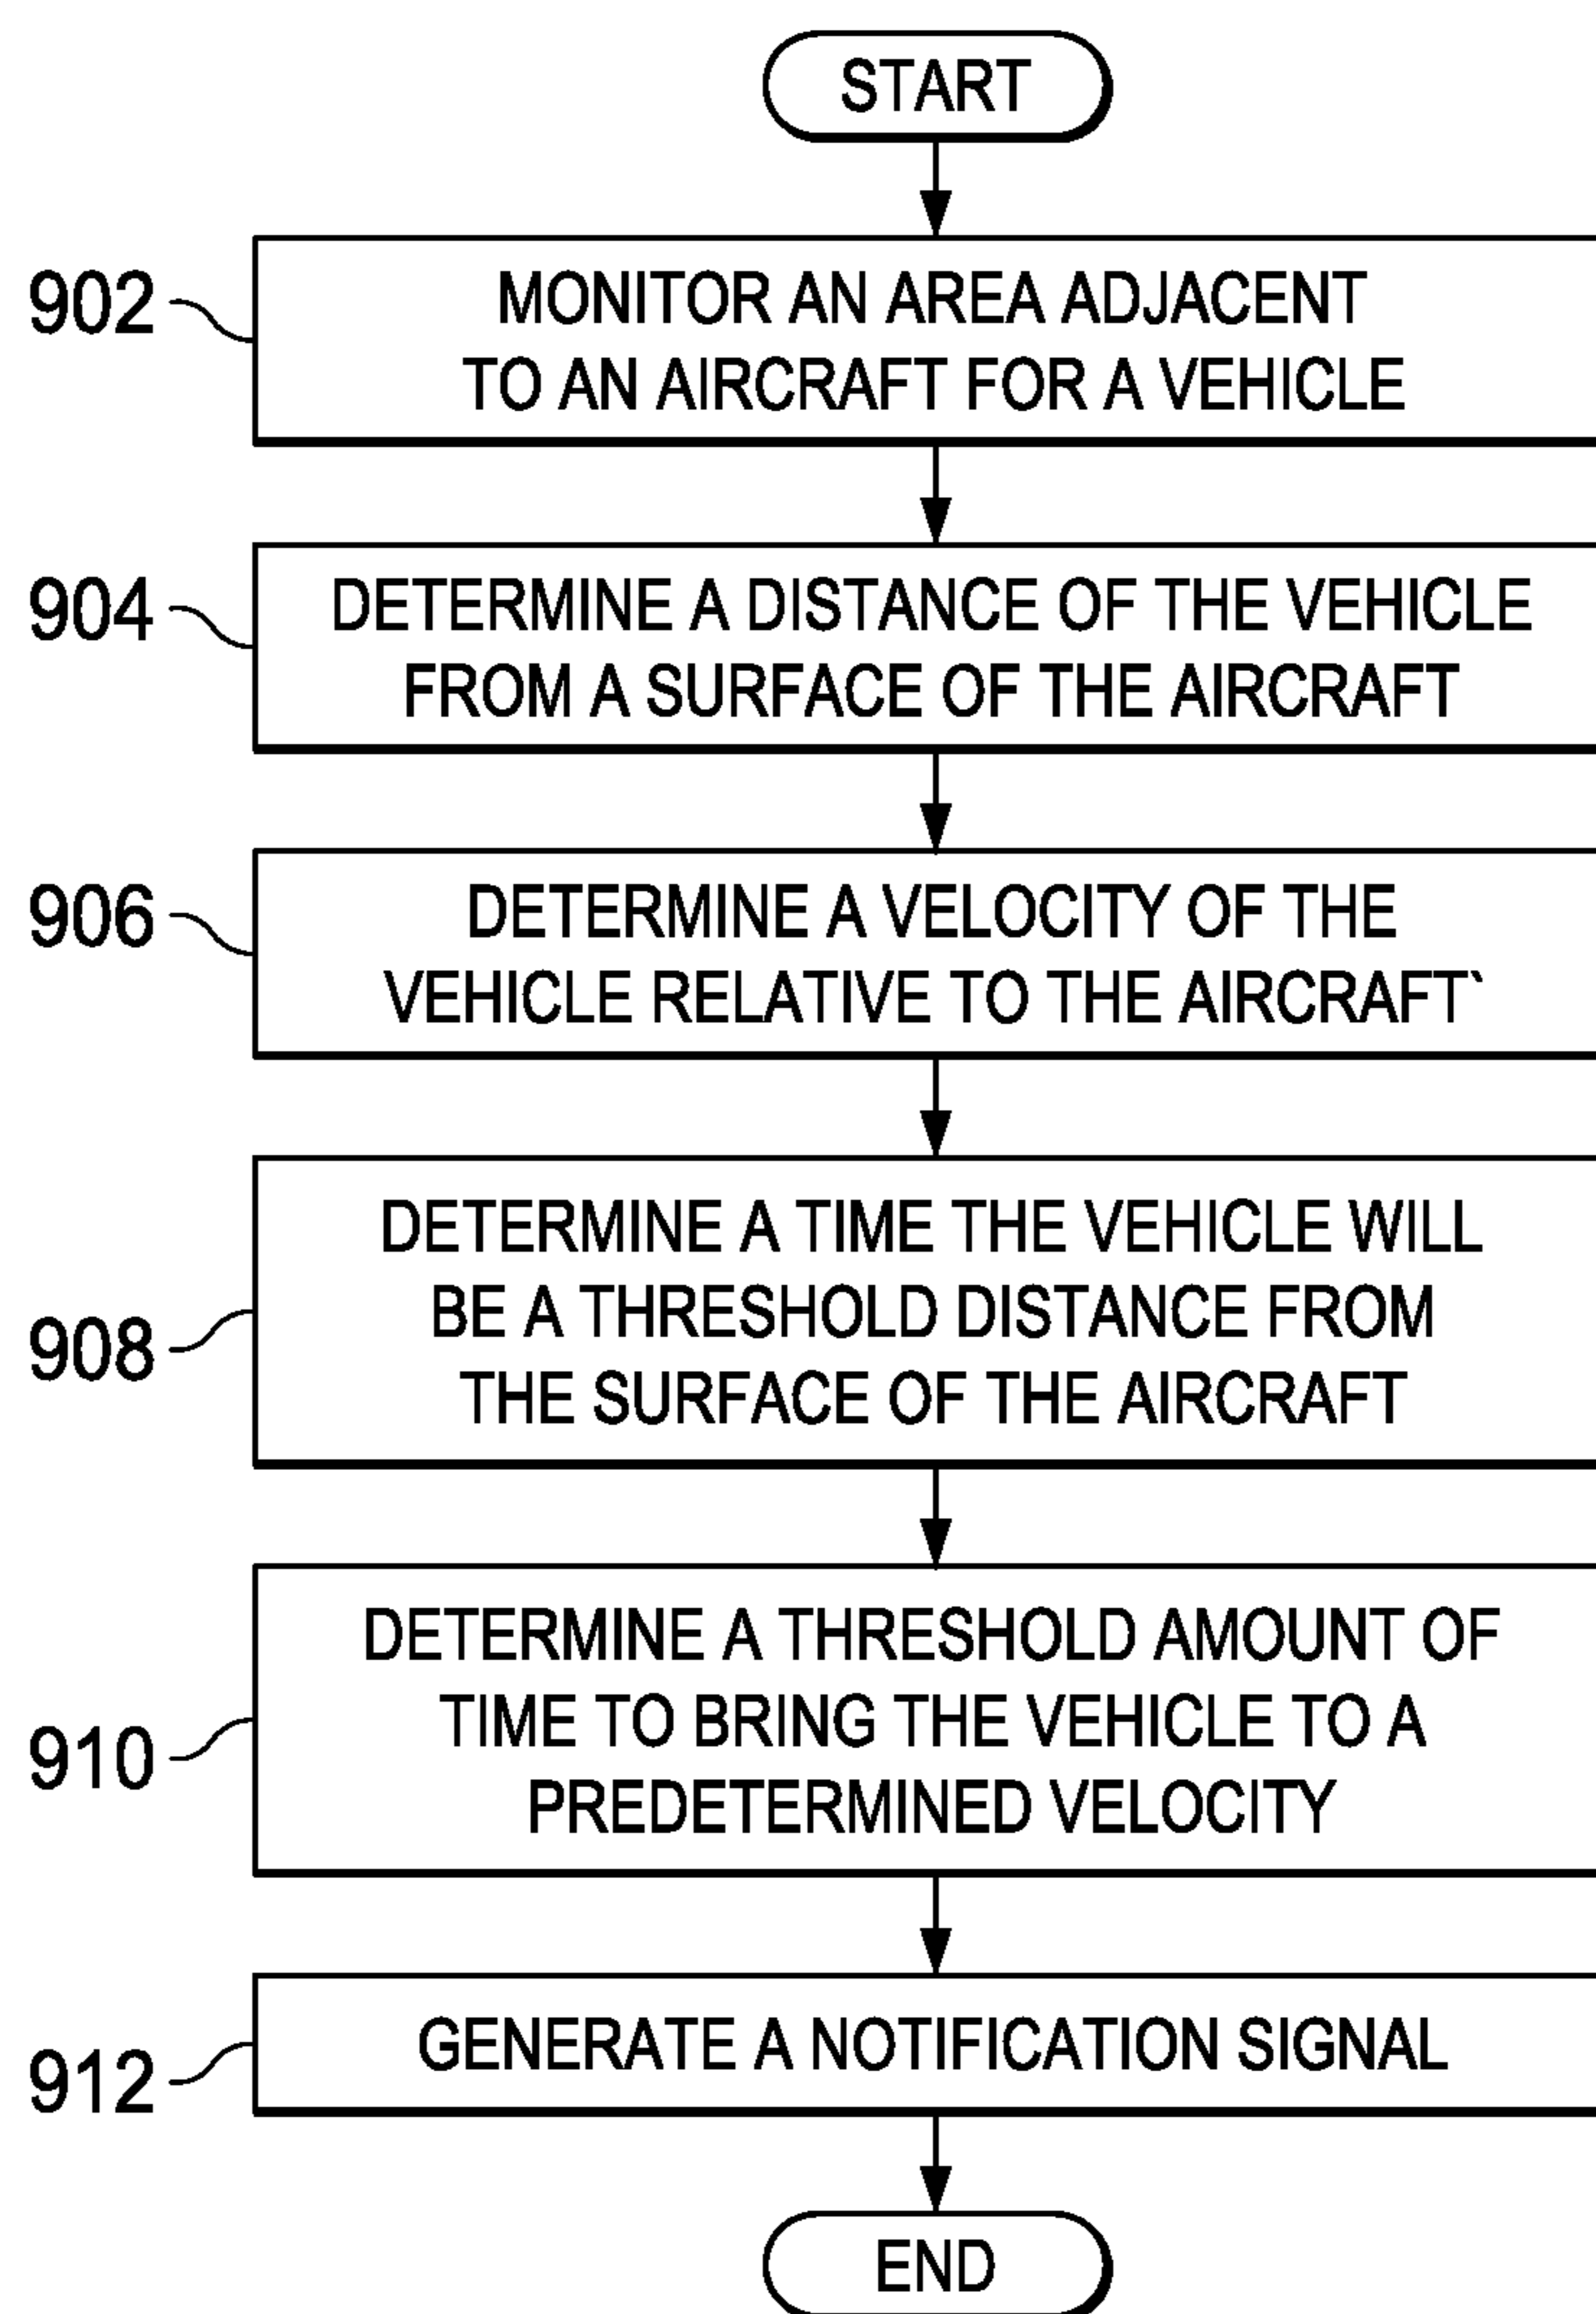 START
902
MONITOR AN AREA ADJACENT
TO AN AIRCRAFT FOR A VEHICLE
904
DETERMINE A DISTANCE OF THE VEHICLE
FROM A SURFACE OF THE AIRCRAFT
906
DETERMINE A VELOCITY OF THE
VEHICLE RELATIVE TO THE AIRCRAFT`
908
DETERMINE A TIME THE VEHICLE WILL
BE A THRESHOLD DISTANCE FROM
THE SURFACE OF THE AIRCRAFT
910
DETERMINE A THRESHOLD AMOUNT OF
TIME TO BRING THE VEHICLE TO A
PREDETERMINED VELOCITY
912
GENERATE A NOTIFICATION SIGNAL
END